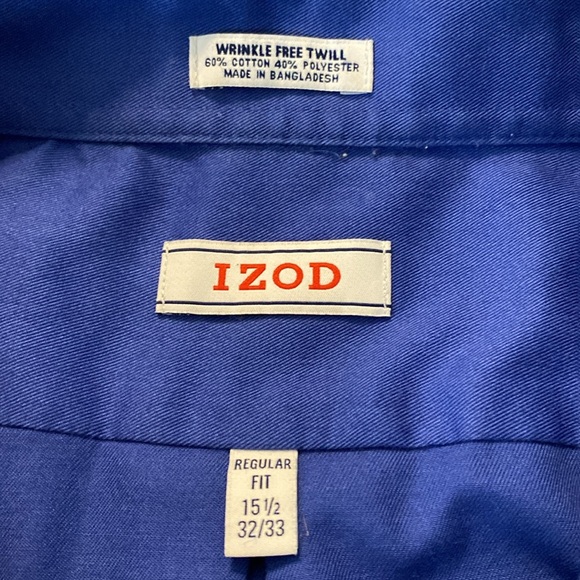 WRINKLE FREE TWILL
60% COTTON 40% POLYESTER
MADE IN BANGLADESH
IZOD
REGULAR
FIT
15 1/2
32/33